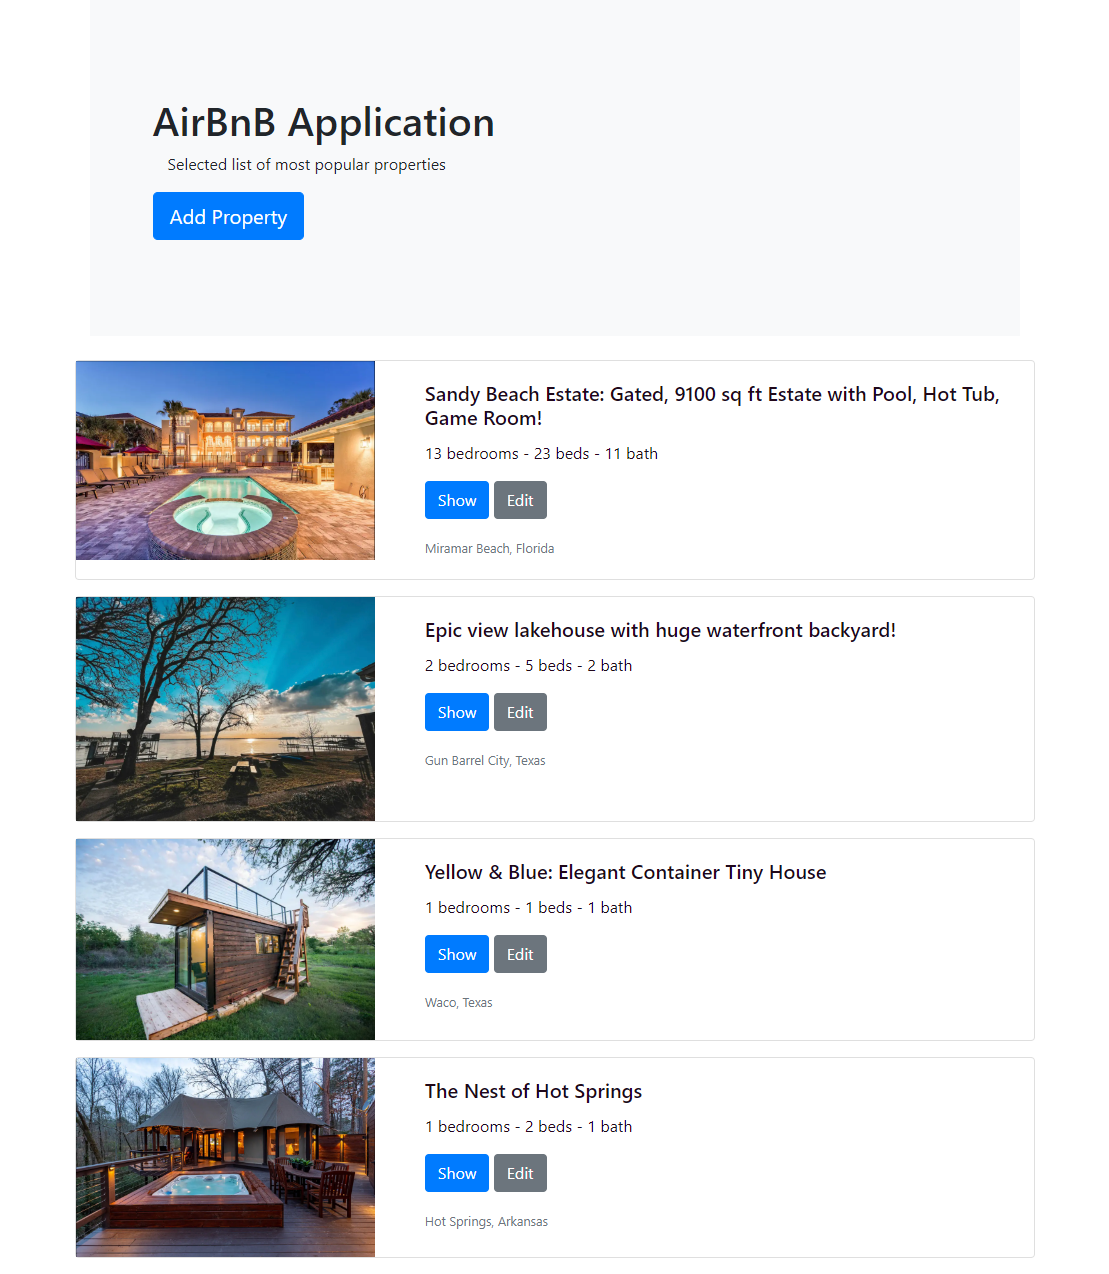 AirBnB Application
Selected list of most popular properties
Add Property
Sandy Beach Estate: Gated, 9100 sq ft Estate with Pool, Hot Tub,
Game Room!
13 bedrooms - 23 beds - 11 bath
Show Edit
Miramar Beach, Florida
Epic view lakehouse with huge waterfront backyard!
2 bedrooms - 5 beds - 2 bath
Show Edit
Gun Barrel City, Texas
Yellow & Blue: Elegant Container Tiny House
1 bedrooms - 1 beds - 1 bath
Show Edit
Waco, Texas
The Nest of Hot Springs
1 bedrooms - 2 beds - 1 bath
Show Edit
Hot Springs, Arkansas